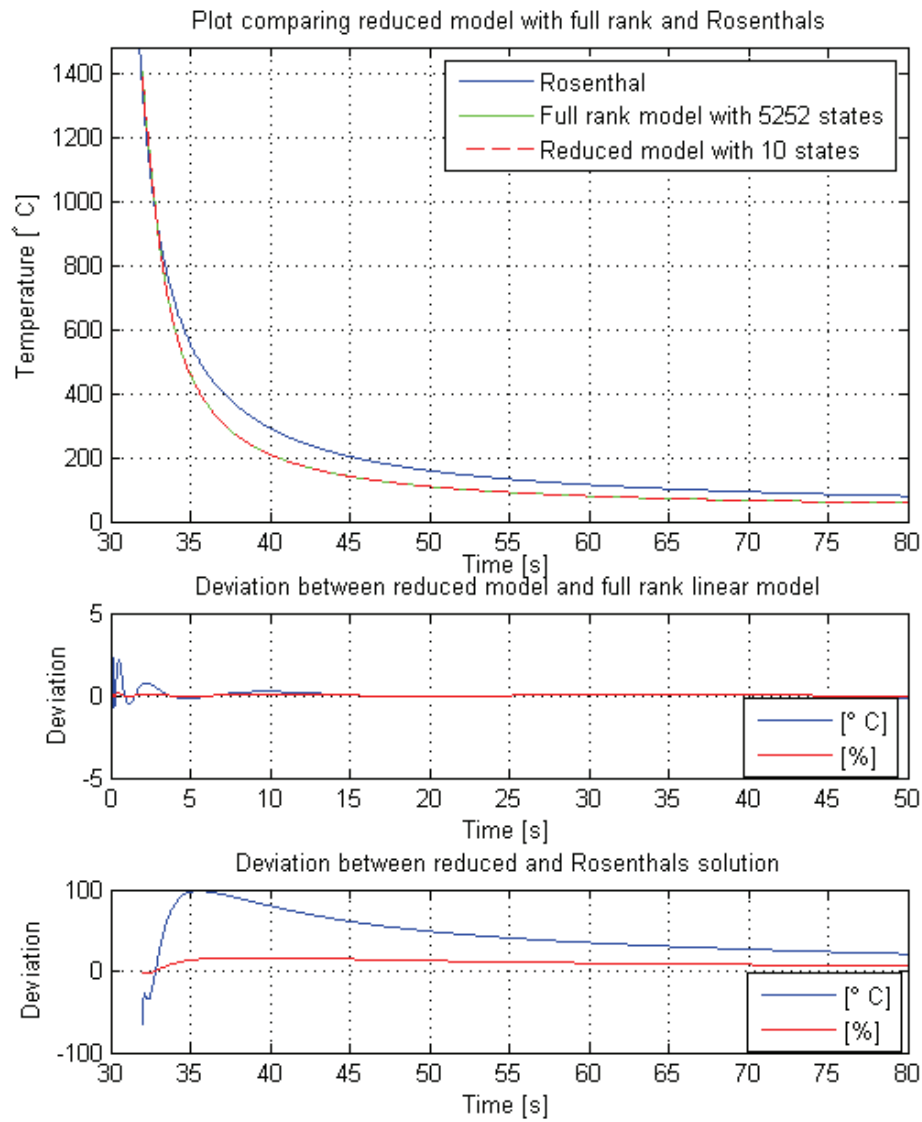 Plot comparing reduced model with full rank and Rosenthals
1400
1200
1000
800
600
400
200
0
Temperature [° C]
Rosenthal
Full rank model with 5252 states
Reduced model with 10 states
30 35 40 45 50 55 60 65 70 75 80
Time [s]
Deviation between reduced model and full rank linear model
5
0
-5
Deviation
[° C]
[%]
0 5 10 15 20 25 30 35 40 45 50
Time [s]
Deviation between reduced and Rosenthals solution
100
0
-100
Deviation
[° C]
[%]
30 35 40 45 50 55 60 65 70 75 80
Time [s]